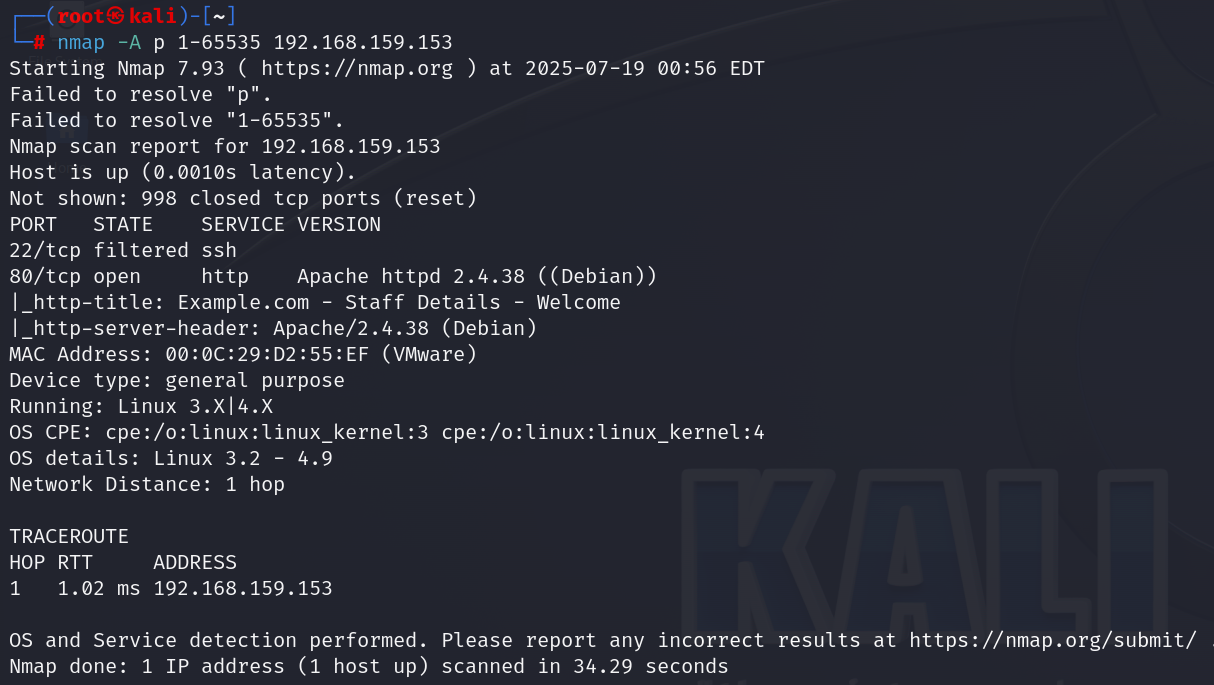 ┌──(root㉿kali)-[~]
└─# nmap -A p 1-65535 192.168.159.153
Starting Nmap 7.93 ( https://nmap.org ) at 2025-07-19 00:56 EDT
Failed to resolve "p".
Failed to resolve "1-65535".
Nmap scan report for 192.168.159.153
Host is up (0.0010s latency).
Not shown: 998 closed tcp ports (reset)
PORT   STATE    SERVICE VERSION
22/tcp filtered ssh
80/tcp open     http    Apache httpd 2.4.38 ((Debian))
|_http-title: Example.com - Staff Details - Welcome
|_http-server-header: Apache/2.4.38 (Debian)
MAC Address: 00:0C:29:D2:55:EF (VMware)
Device type: general purpose
Running: Linux 3.X|4.X
OS CPE: cpe:/o:linux:linux_kernel:3 cpe:/o:linux:linux_kernel:4
OS details: Linux 3.2 - 4.9
Network Distance: 1 hop
TRACEROUTE
HOP RTT     ADDRESS
1   1.02 ms 192.168.159.153
KALI
OS and Service detection performed. Please report any incorrect results at https://nmap.org/submit/ .
Nmap done: 1 IP address (1 host up) scanned in 34.29 seconds